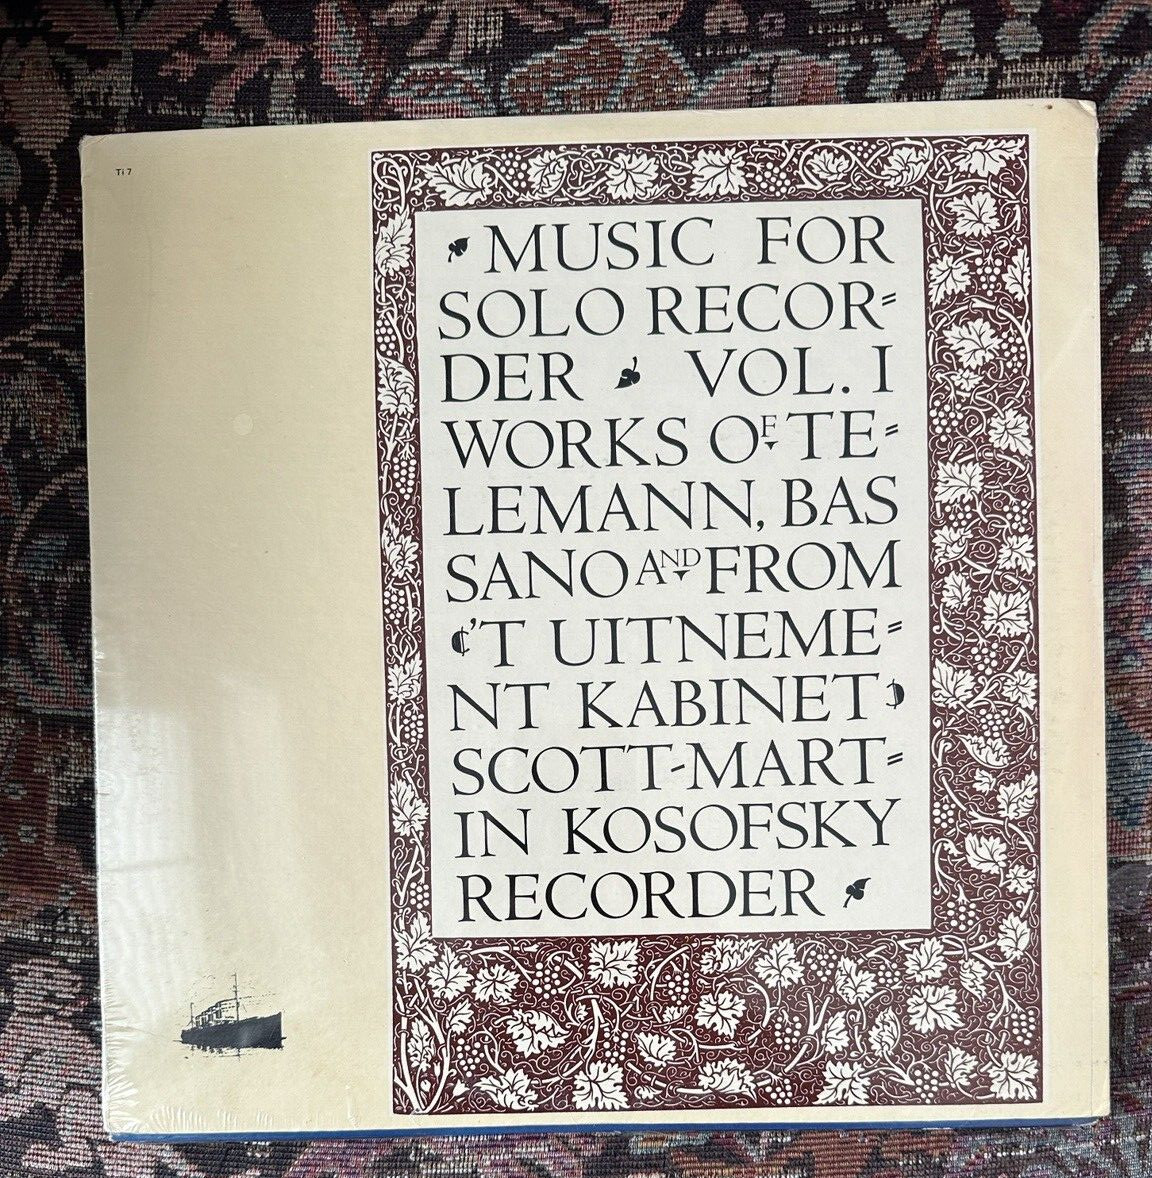 Ti 7
MUSIC FOR
SOLO RECOR=
DER VOL. I
WORKS OF TE=
LEMANN, BAS
SANO AND FROM
'T UITNEME=
NT KABINET
SCOTT-MART=
IN KOSOFSKY
RECORDER